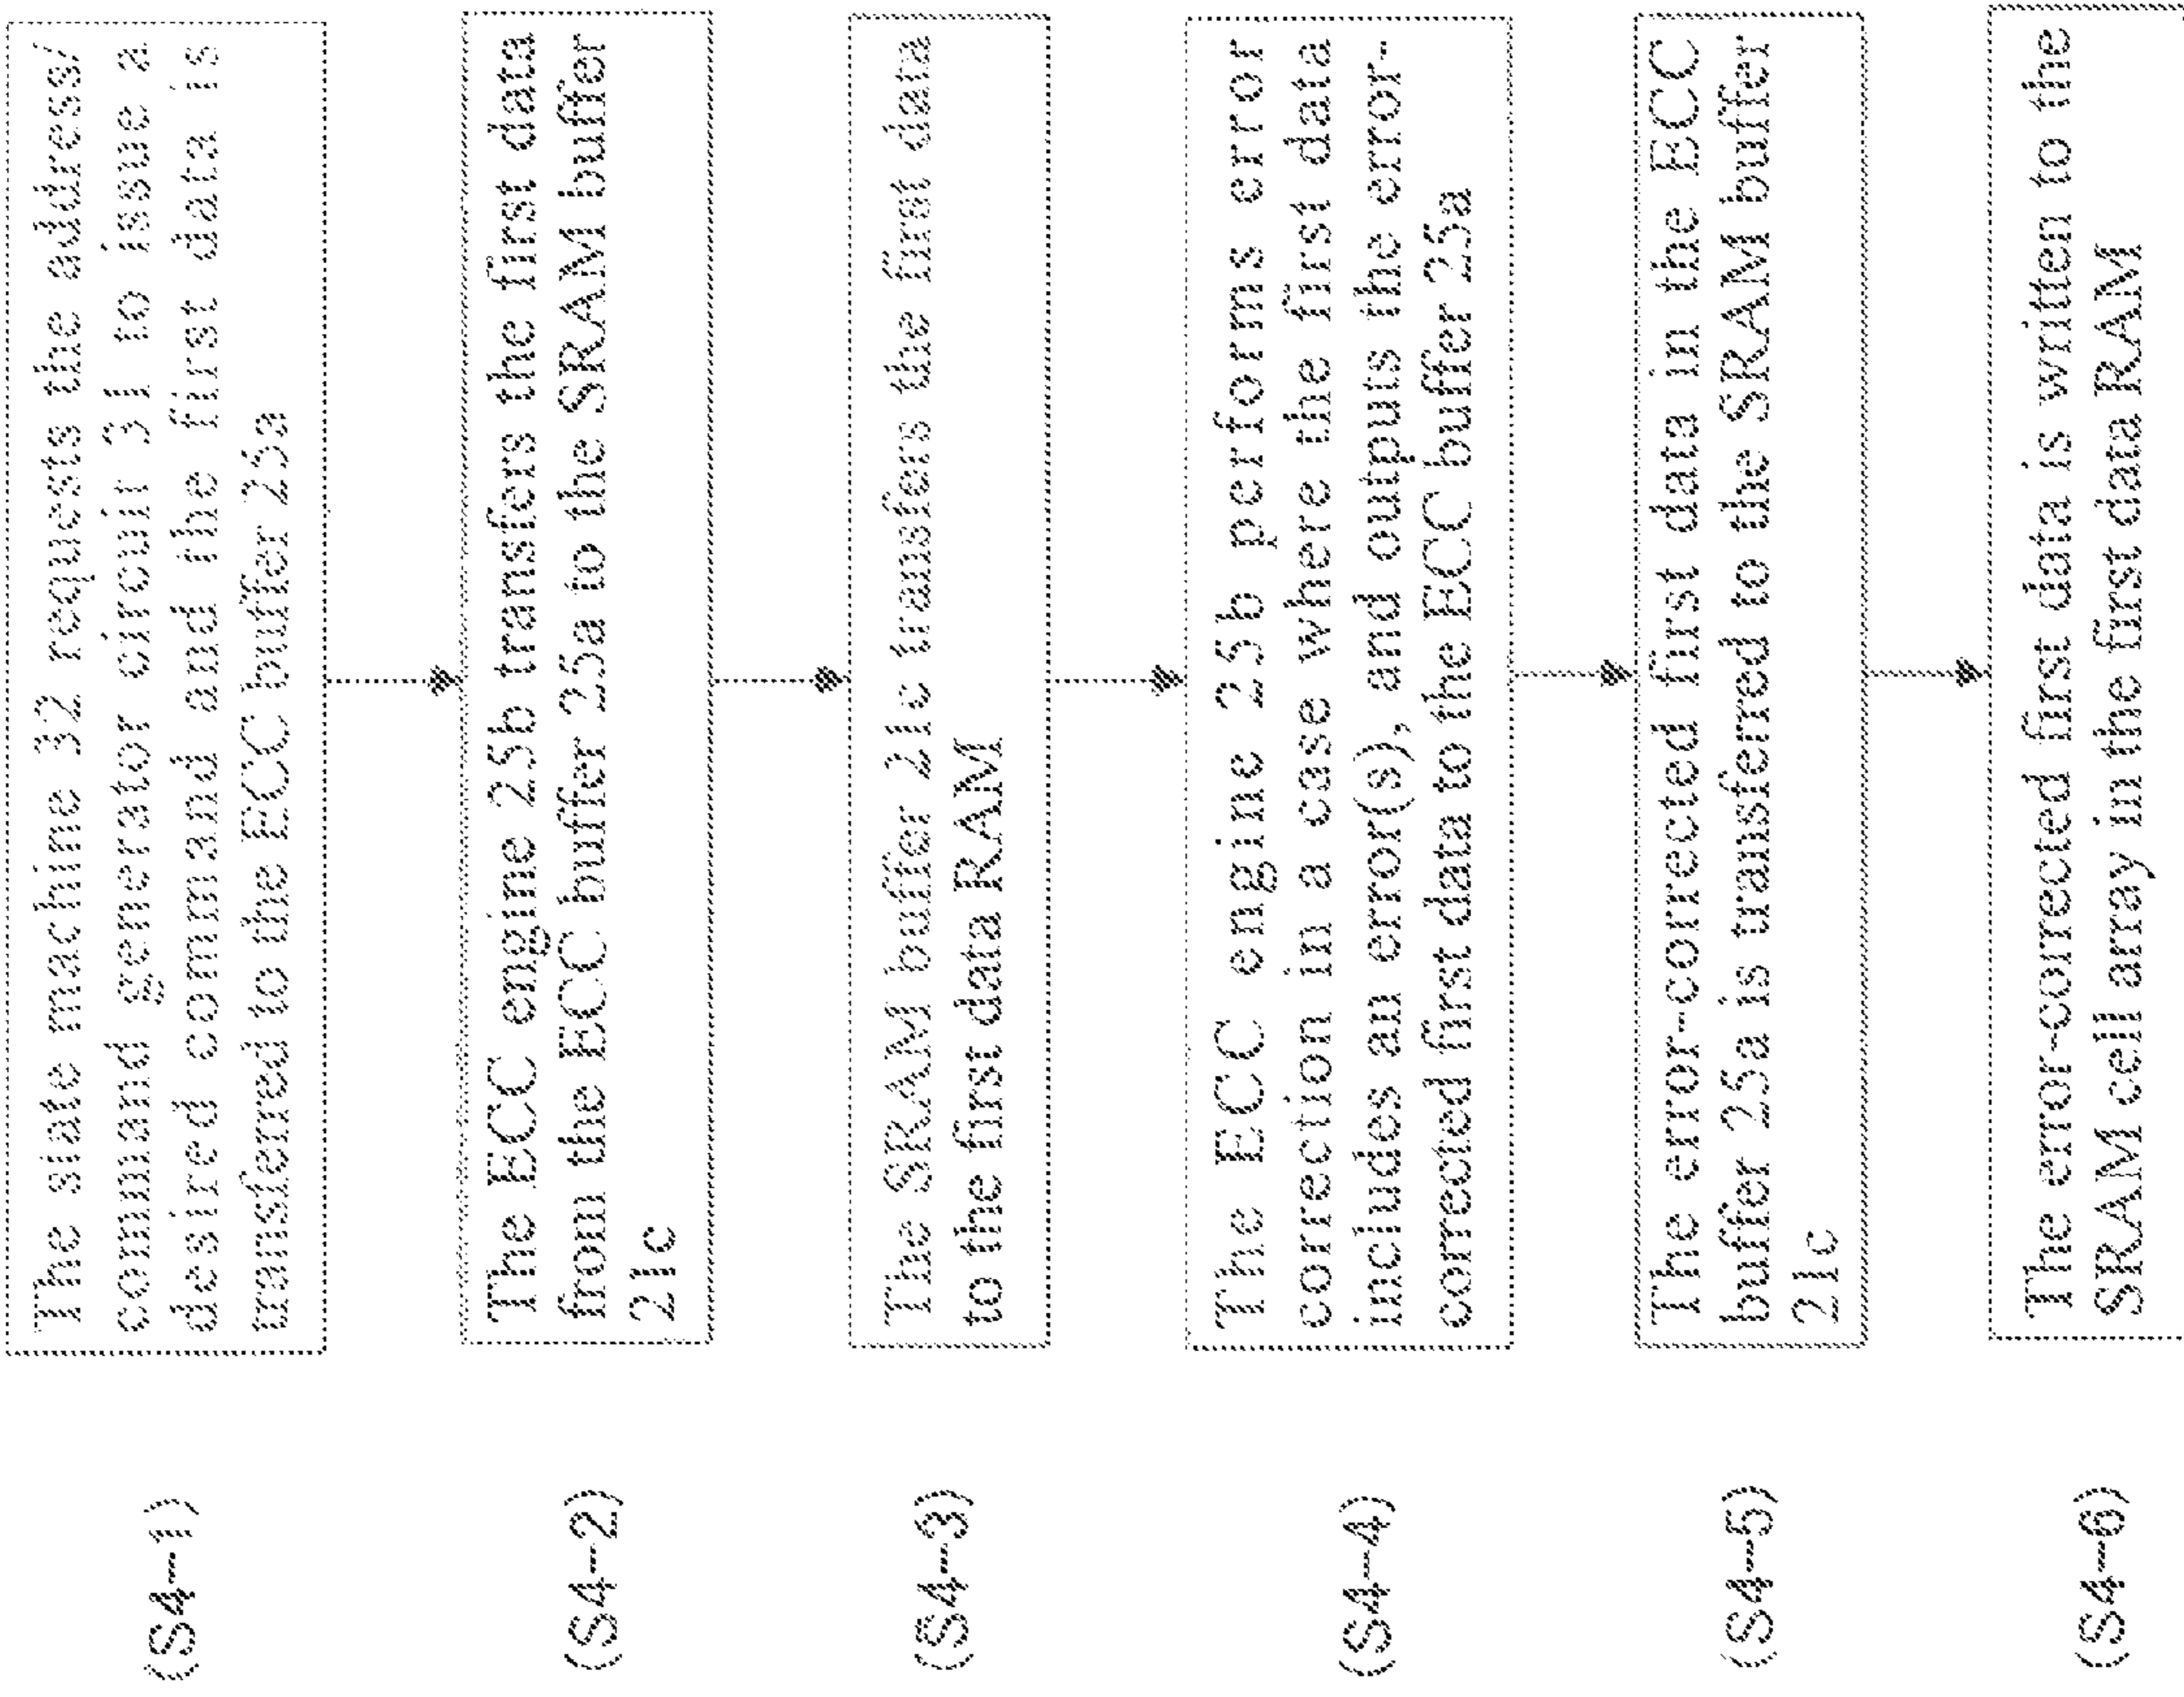 (S4-1)
The state machine 32 requests the address/
command generator circuit 31 to issue a
desired command and the first data is
transferred to the ECC buffer 25a
(S4-2)
The ECC engine 25b transfers the first data
from the ECC buffer 25a to the SRAM buffer
21c
(S4-3)
The SRAM buffer 21c transfers the first data
to the first data RAM
(S4-4)
The ECC engine 25b performs error
correction in a case where the first data
includes an error(s), and outputs the error-
corrected first data to the ECC buffer 25a
(S4-5)
The error-corrected first data in the ECC
buffer 25a is transferred to the SRAM buffer
21c
(S4-6)
The error-corrected first data is written to the
SRAM cell array in the first data RAM